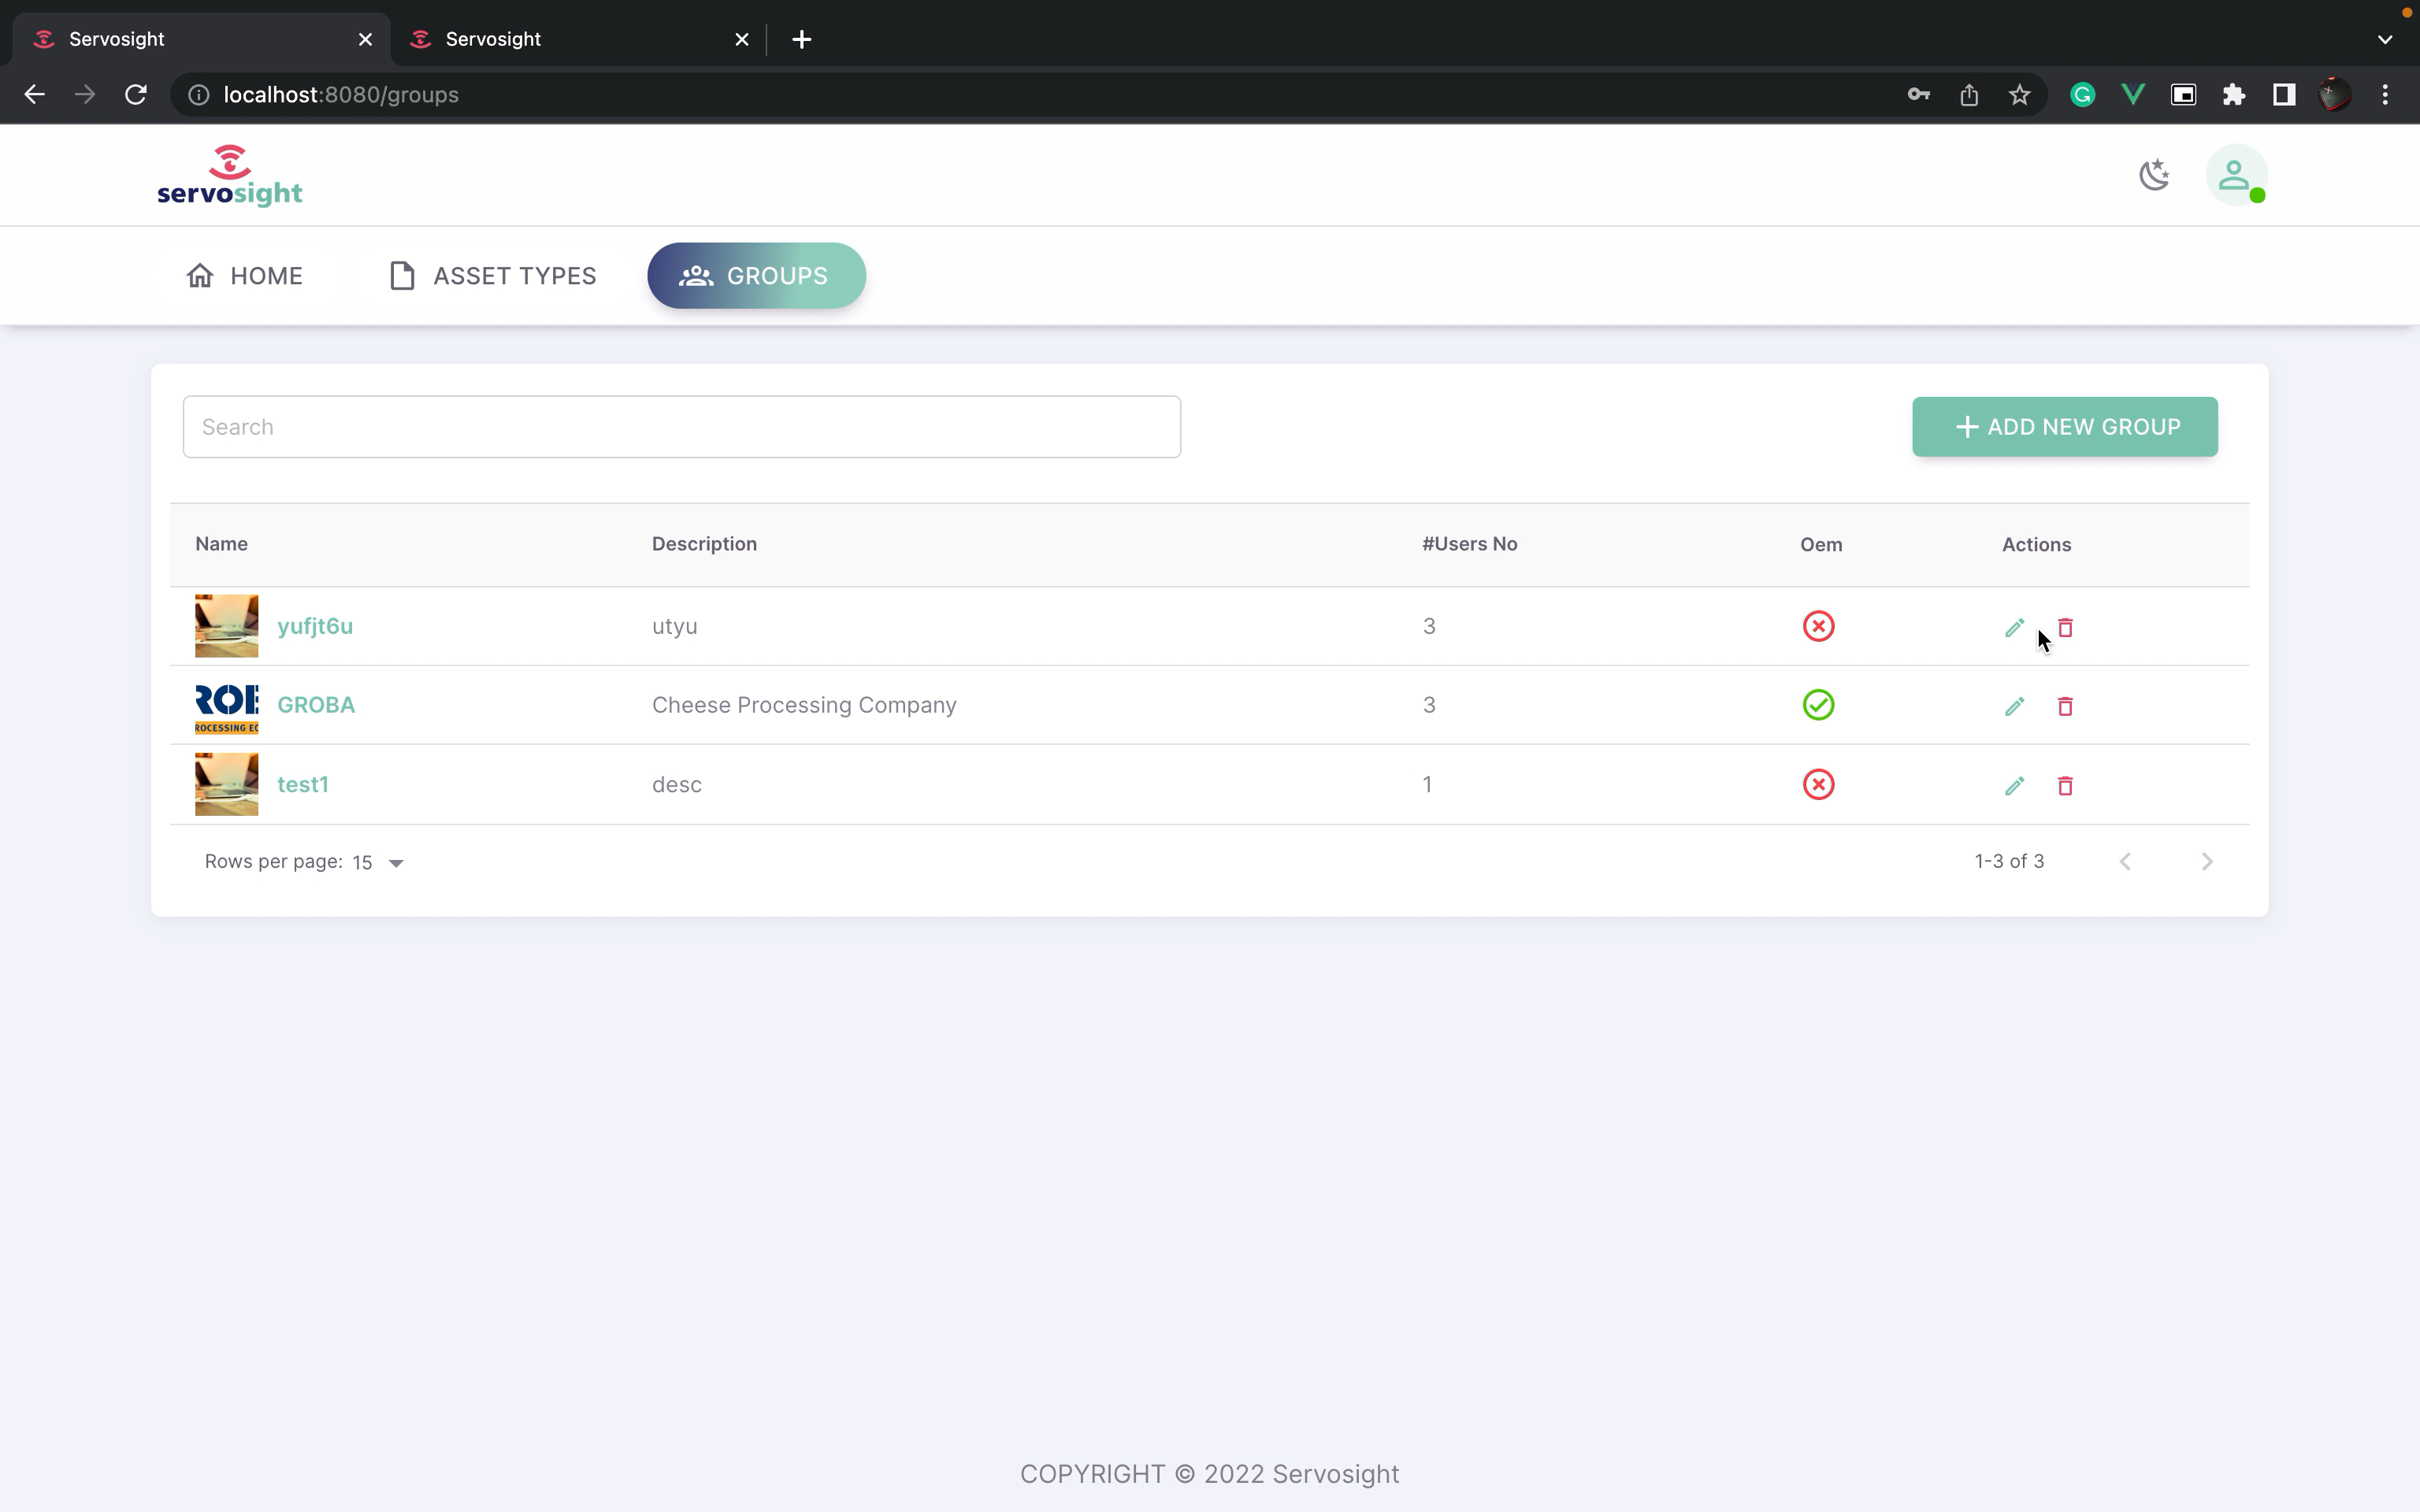 Servosight
Servosight
localhost:8080/groups
servosight
HOME
ASSET TYPES
GROUPS
Search
ADD NEW GROUP
Name Description #Users No Oem Actions
yufjt6u utyu 3
ROE
ROCESSING EQ
GROBA Cheese Processing Company 3
test1 desc 1
Rows per page: 15
1-3 of 3
COPYRIGHT © 2022 Servosight